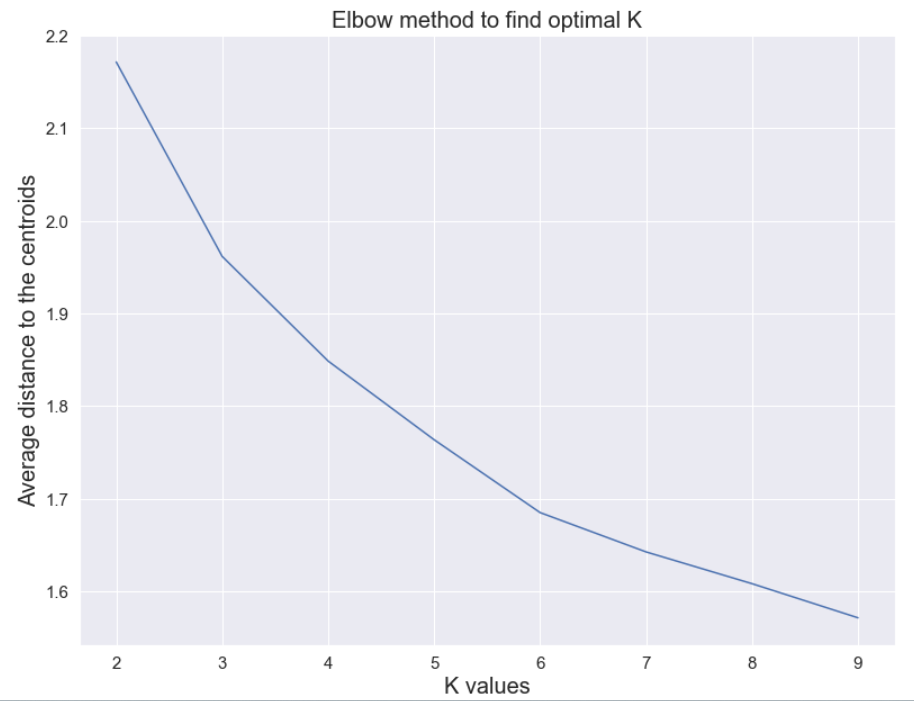 Elbow method to find optimal K
2.2
2.1
2.0
1.9
1.8
1.7
1.6
Average distance to the centroids
2 3 4 5 6 7 8 9
K values